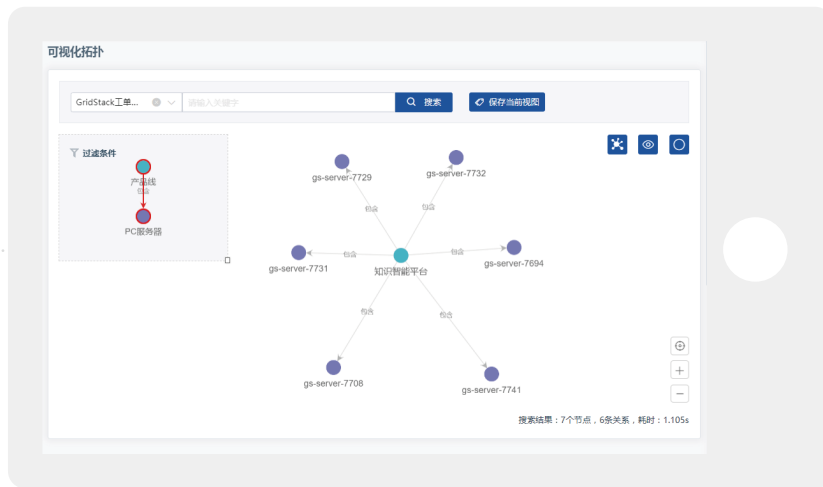 可视化拓扑
GridStack工单... 请输入关键字 搜索 保存当前视图
过滤条件
产品线
包含
PC服务器
gs-server-7729
gs-server-7732
包含
包含
包含
包含
gs-server-7731
知识智能平台
gs-server-7694
包含
包含
gs-server-7708
gs-server-7741
搜索结果：7个节点，6条关系，耗时：1.105s